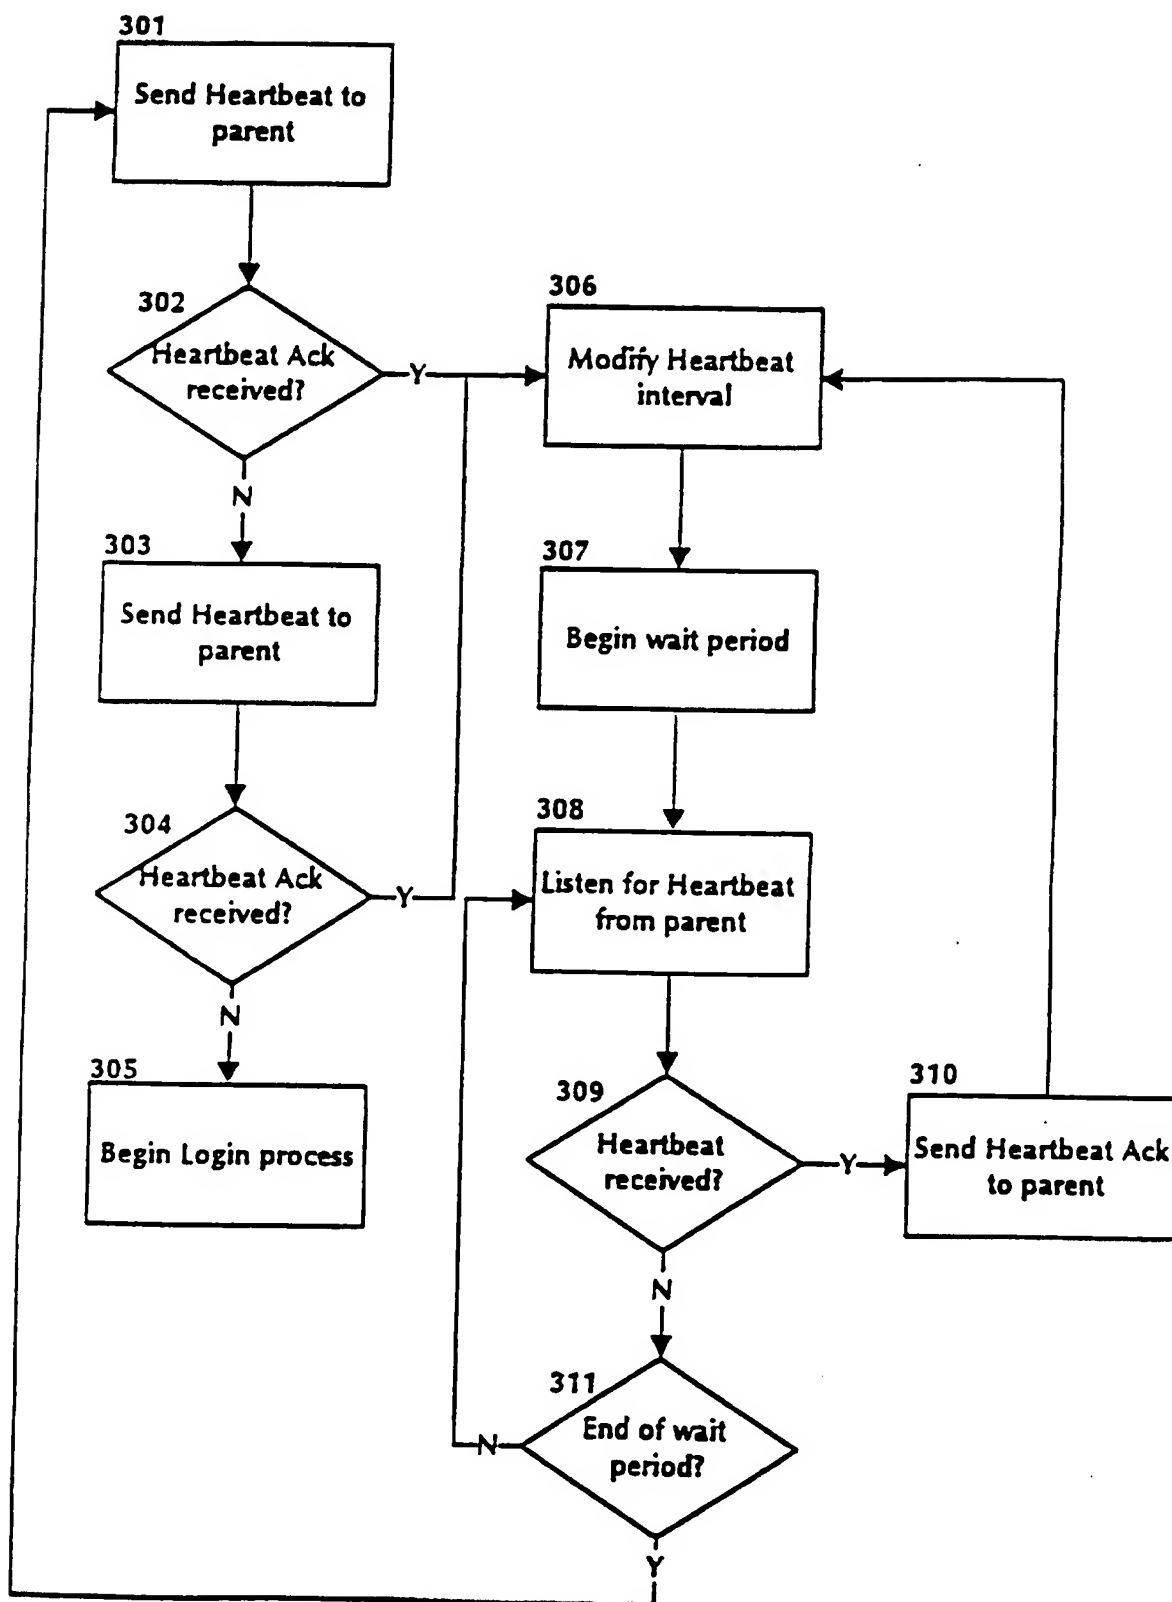 301
Send Heartbeat to
parent
302
Heartbeat Ack
received?
Y
N
303
Send Heartbeat to
parent
304
Heartbeat Ack
received?
Y
N
305
Begin Login process
306
Modify Heartbeat
interval
307
Begin wait period
308
Listen for Heartbeat
from parent
309
Heartbeat
received?
Y
N
310
Send Heartbeat Ack
to parent
311
End of wait
period?
N
Y